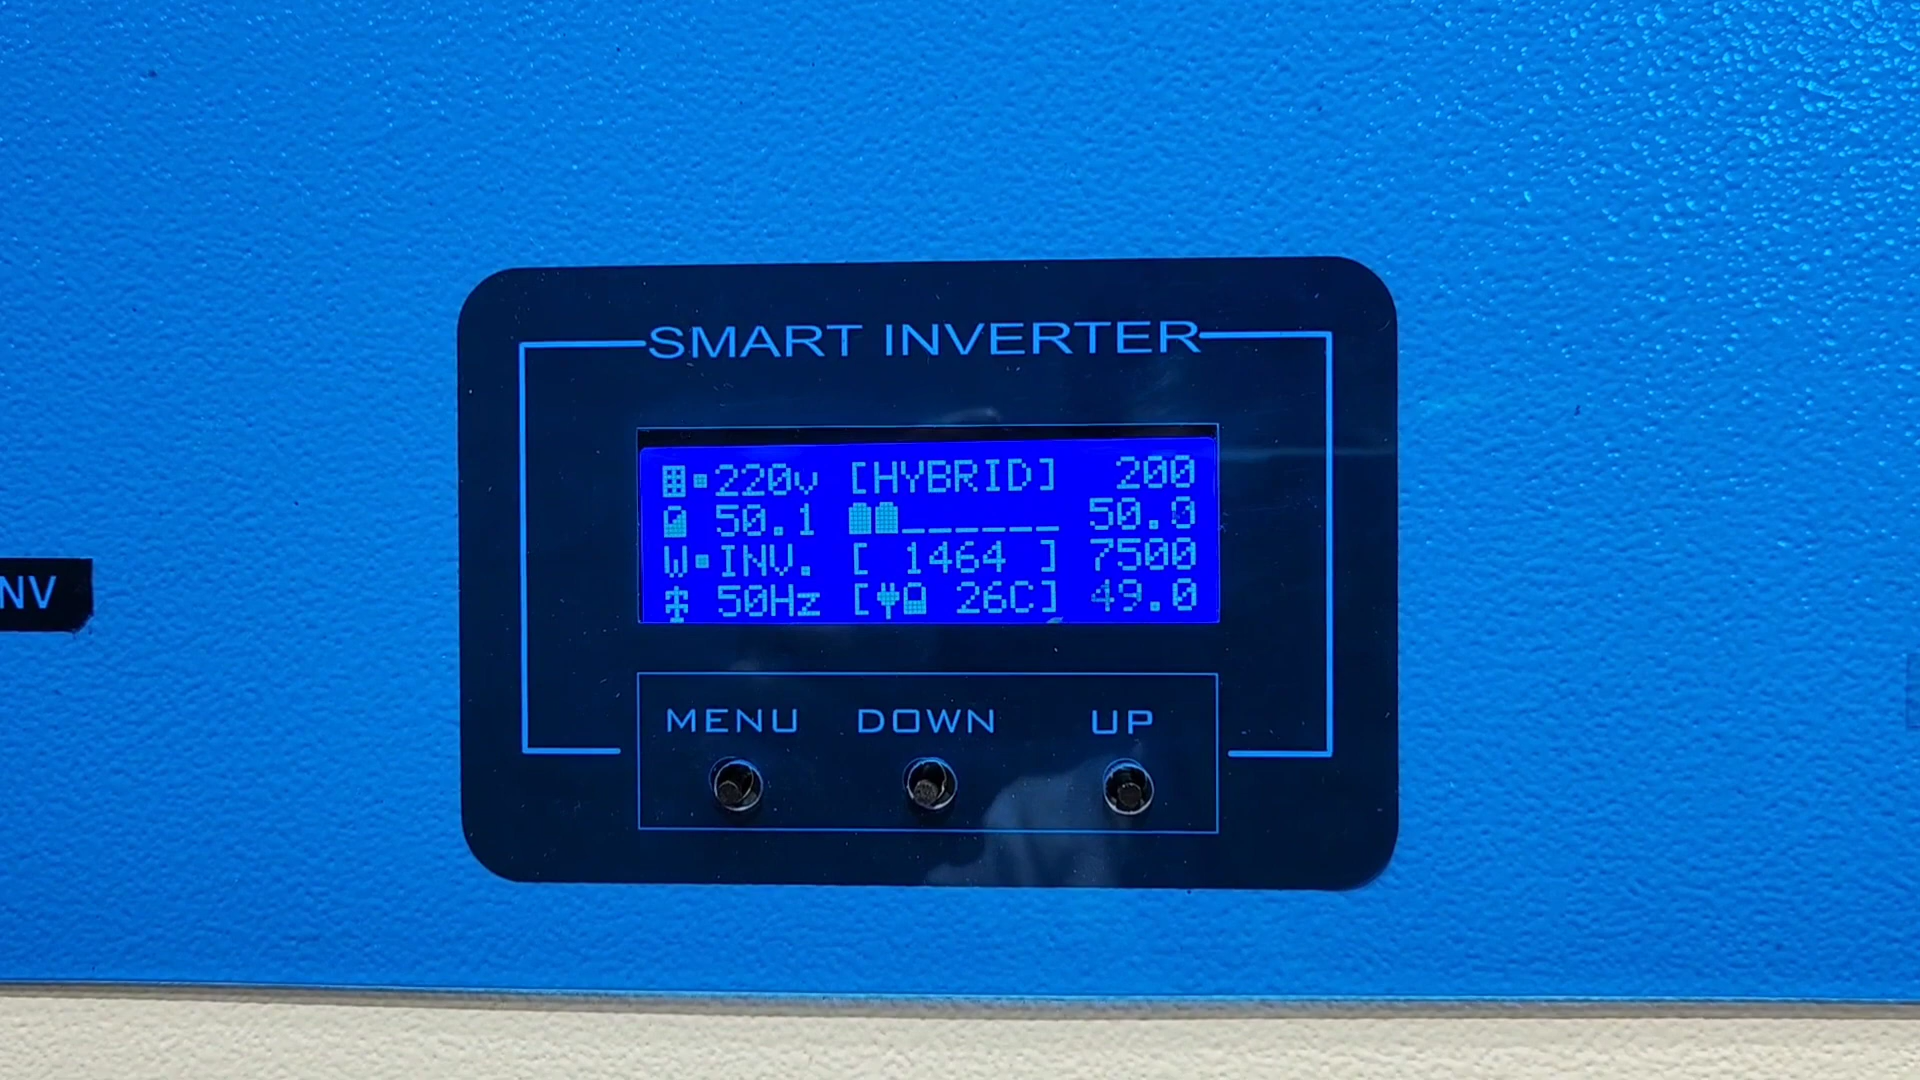 SMART INVERTER
220v [HYBRID] 200
50.1 ______ 50.0
W INV. [ 1464 ] 7500
50Hz [ 26C] 49.0
MENU DOWN UP
NV